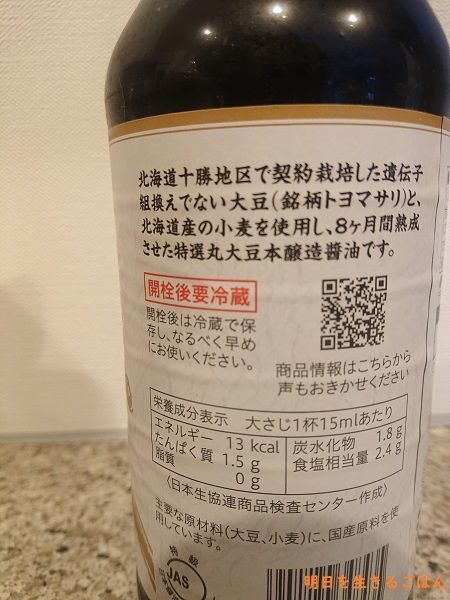 北海道十勝地区で契約栽培した遺伝子
組換えでない大豆(銘柄トヨマサリ)と、
北海道産の小麦を使用し、8ヶ月間熟成
させた特選丸大豆本醸造醤油です。
開栓後要冷蔵
開栓後は冷蔵で保
存し、なるべく早め
にお使いください。
商品情報はこちらから
声もおきかせください
栄養成分表示 大さじ1杯15mlあたり
エネルギー 13 kcal
たんぱく質 1.5 g
脂質 0 g
炭水化物 1.8 g
食塩相当量 2.4 g
〈日本生協連商品検査センター作成〉
主要な原材料(大豆、小麦)に、国産原料を使
用しています。
特級
JAS
明日を生きるごはん